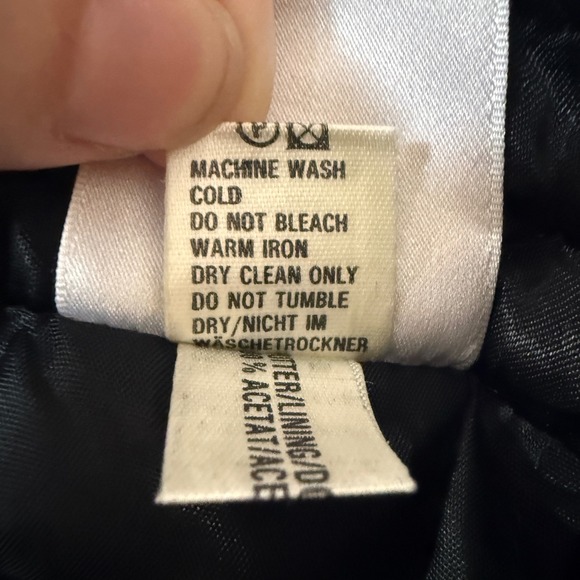 P
MACHINE WASH
COLD
DO NOT BLEACH
WARM IRON
DRY CLEAN ONLY
DO NOT TUMBLE
DRY/NICHT IM
WÄSCHETROCKNER
/LINING/
% ACETAT/